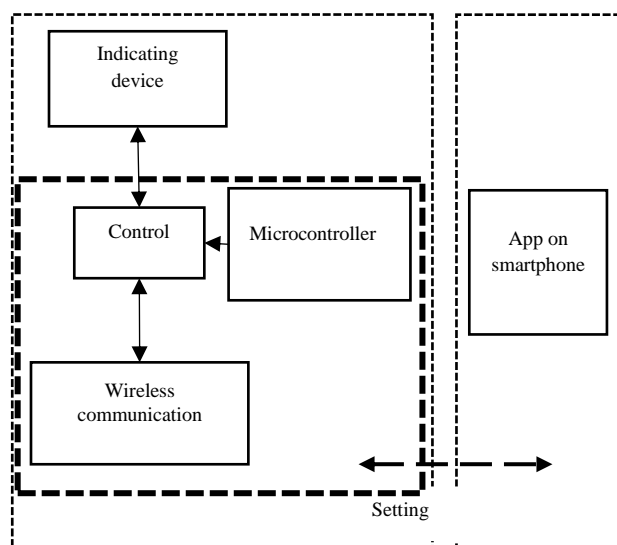 Indicating
device
Control
Microcontroller
App on
smartphone
Wireless
communication
Setting